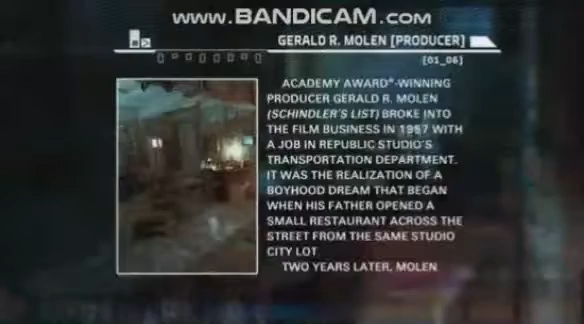 WWW.BANDICAM.COM
GERALD R. MOLEN [PRODUCER]
[01_06]
ACADEMY AWARD®-WINNING
PRODUCER GERALD R. MOLEN
(SCHINDLER'S LIST) BROKE INTO
THE FILM BUSINESS IN 1957 WITH
A JOB IN REPUBLIC STUDIO'S
TRANSPORTATION DEPARTMENT.
IT WAS THE REALIZATION OF A
BOYHOOD DREAM THAT BEGAN
WHEN HIS FATHER OPENED A
SMALL RESTAURANT ACROSS THE
STREET FROM THE SAME STUDIO
CITY LOT.
TWO YEARS LATER, MOLEN